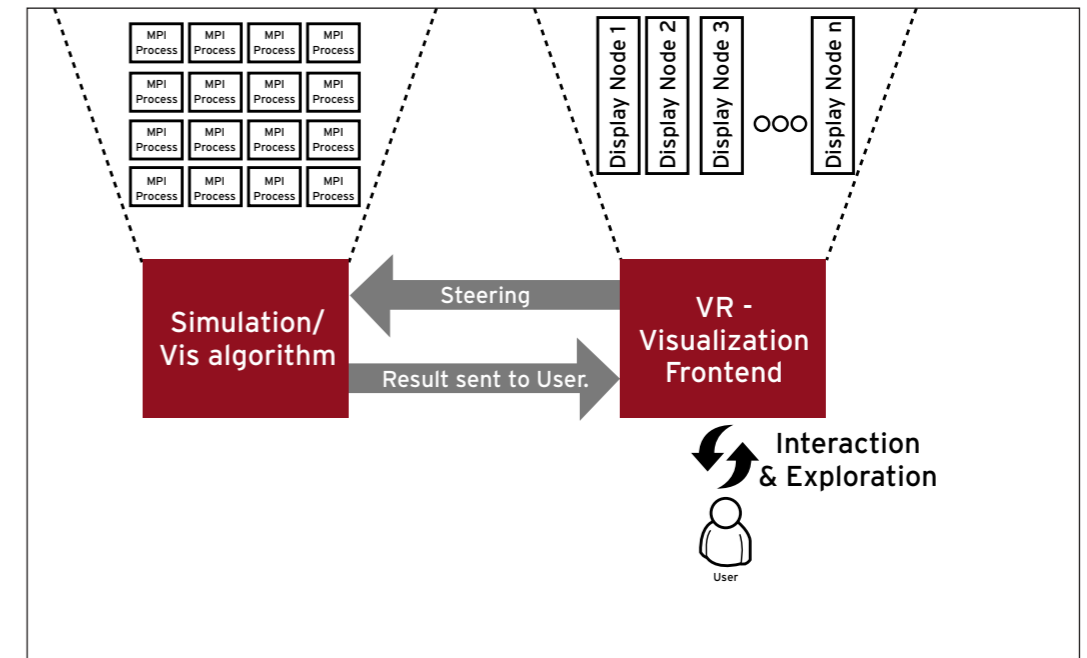 MPI
Process
MPI
Process
MPI
Process
MPI
Process
MPI
Process
MPI
Process
MPI
Process
MPI
Process
MPI
Process
MPI
Process
MPI
Process
MPI
Process
MPI
Process
MPI
Process
MPI
Process
MPI
Process
Display Node 1
Display Node 2
Display Node 3
Display Node n
Simulation/
Vis algorithm
Steering
Result sent to User.
VR -
Visualization
Frontend
Interaction
& Exploration
User